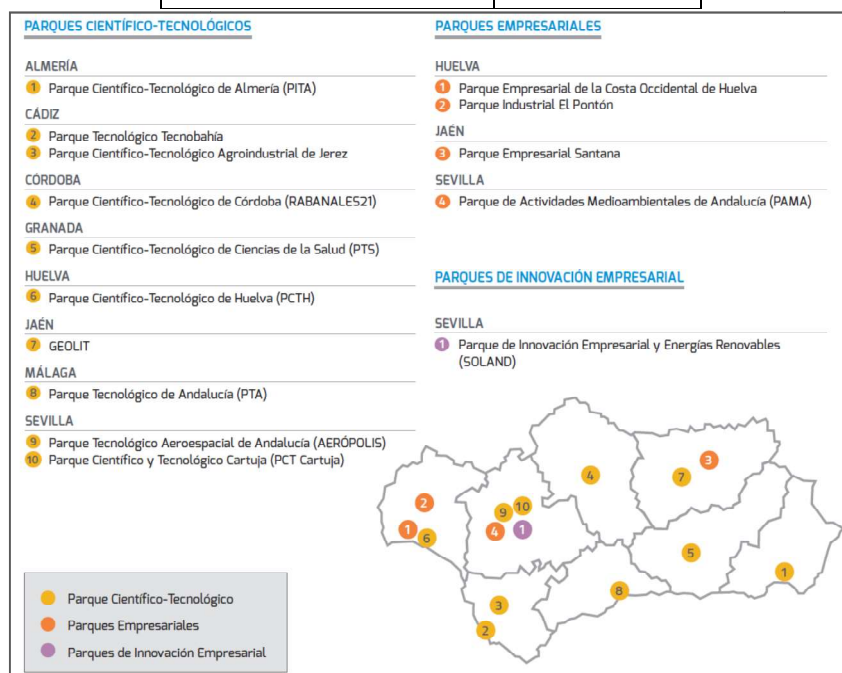 PARQUES CIENTÍFICO-TECNOLÓGICOS
ALMERÍA
1 Parque Científico-Tecnológico de Almería (PITA)
CÁDIZ
2 Parque Tecnológico Tecnobahía
3 Parque Científico-Tecnológico Agroindustrial de Jerez
CÓRDOBA
4 Parque Científico-Tecnológico de Córdoba (RABANALES21)
GRANADA
5 Parque Científico-Tecnológico de Ciencias de la Salud (PTS)
HUELVA
6 Parque Científico-Tecnológico de Huelva (PCTH)
JAÉN
7 GEOLIT
MÁLAGA
8 Parque Tecnológico de Andalucía (PTA)
SEVILLA
9 Parque Tecnológico Aeroespacial de Andalucía (AERÓPOLIS)
10 Parque Científico y Tecnológico Cartuja (PCT Cartuja)
PARQUES EMPRESARIALES
HUELVA
1 Parque Empresarial de la Costa Occidental de Huelva
2 Parque Industrial El Pontón
JAÉN
3 Parque Empresarial Santana
SEVILLA
4 Parque de Actividades Medioambientales de Andalucía (PAMA)
PARQUES DE INNOVACIÓN EMPRESARIAL
SEVILLA
1 Parque de Innovación Empresarial y Energías Renovables
(SOLAND)
3
4
7
2
10
9
1
4
1
6
5
1
8
3
2
Parque Científico-Tecnológico
Parques Empresariales
Parques de Innovación Empresarial